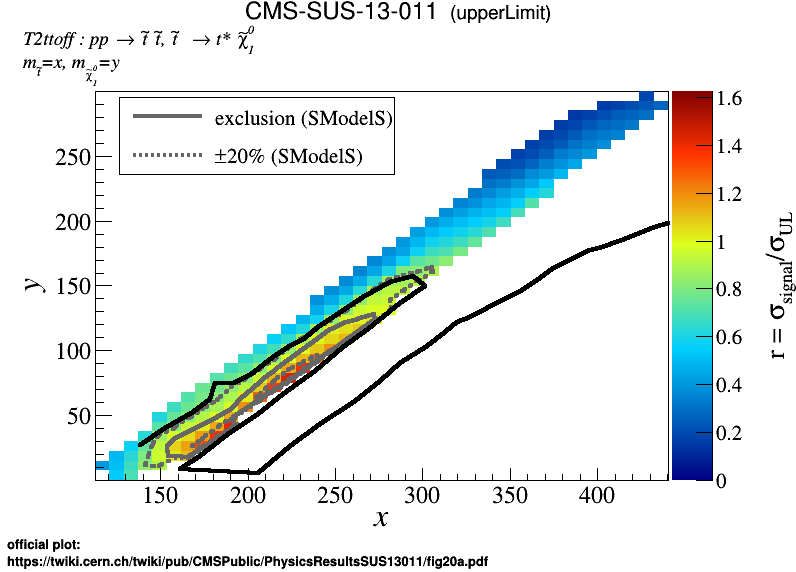 CMS-SUS-13-011 (upperLimit)
T2ttoff : pp → t̃ t̃, t̃ → t* χ̃⁰₁
m_t̃=x, m_χ̃⁰₁=y
exclusion (SModelS)
±20% (SModelS)
250
200
150
100
50
y
150 200 250 300 350 400
x
1.6
1.4
1.2
1
0.8
0.6
0.4
0.2
0
r = σ_signal/σ_UL
official plot:
https://twiki.cern.ch/twiki/pub/CMSPublic/PhysicsResultsSUS13011/fig20a.pdf